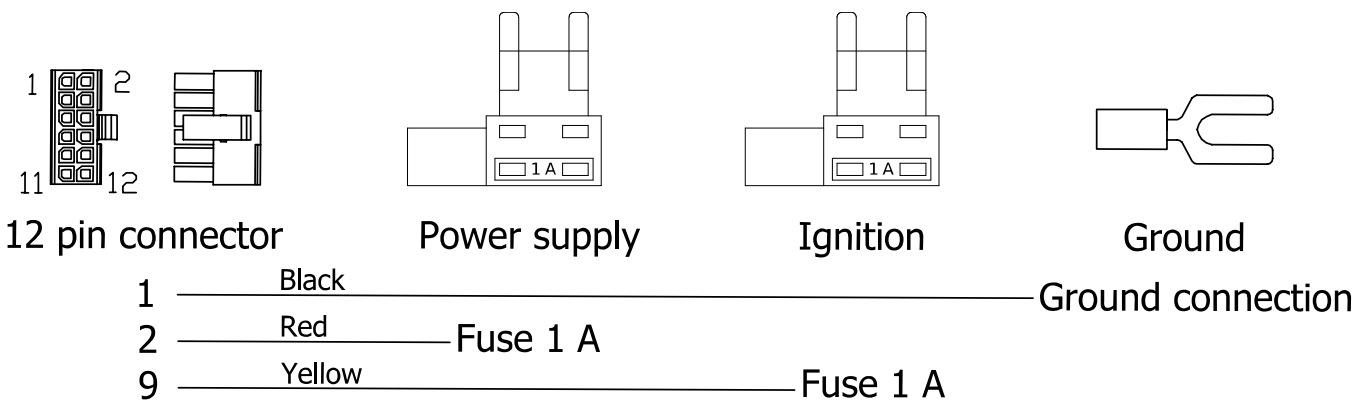 1 2
11 12
1 A
1 A
12 pin connector
Power supply
Ignition
Ground
1 Black Ground connection
2 Red Fuse 1 A
9 Yellow Fuse 1 A